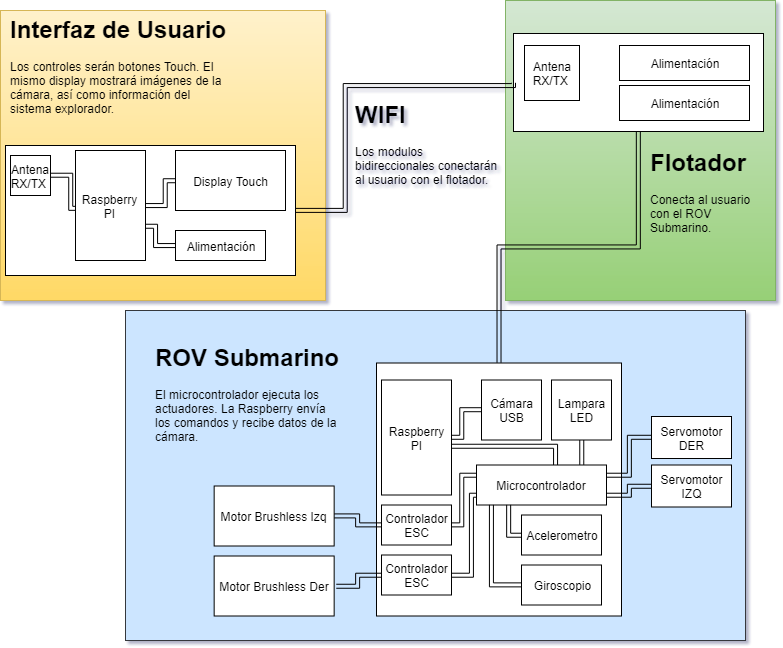 Interfaz de Usuario
Los controles serán botones Touch. El
mismo display mostrará imágenes de la
cámara, así como información del
sistema explorador.
Antena
RX/TX
Raspberry
PI
Display Touch
Alimentación
WIFI
Los modulos
bidireccionales conectarán
al usuario con el flotador.
Antena
RX/TX
Alimentación
Alimentación
Flotador
Conecta al usuario
con el ROV
Submarino.
ROV Submarino
El microcontrolador ejecuta los
actuadores. La Raspberry envía
los comandos y recibe datos de la
cámara.
Raspberry
PI
Cámara
USB
Lampara
LED
Microcontrolador
Servomotor
DER
Servomotor
IZQ
Motor Brushless Izq
Controlador
ESC
Acelerometro
Motor Brushless Der
Controlador
ESC
Giroscopio